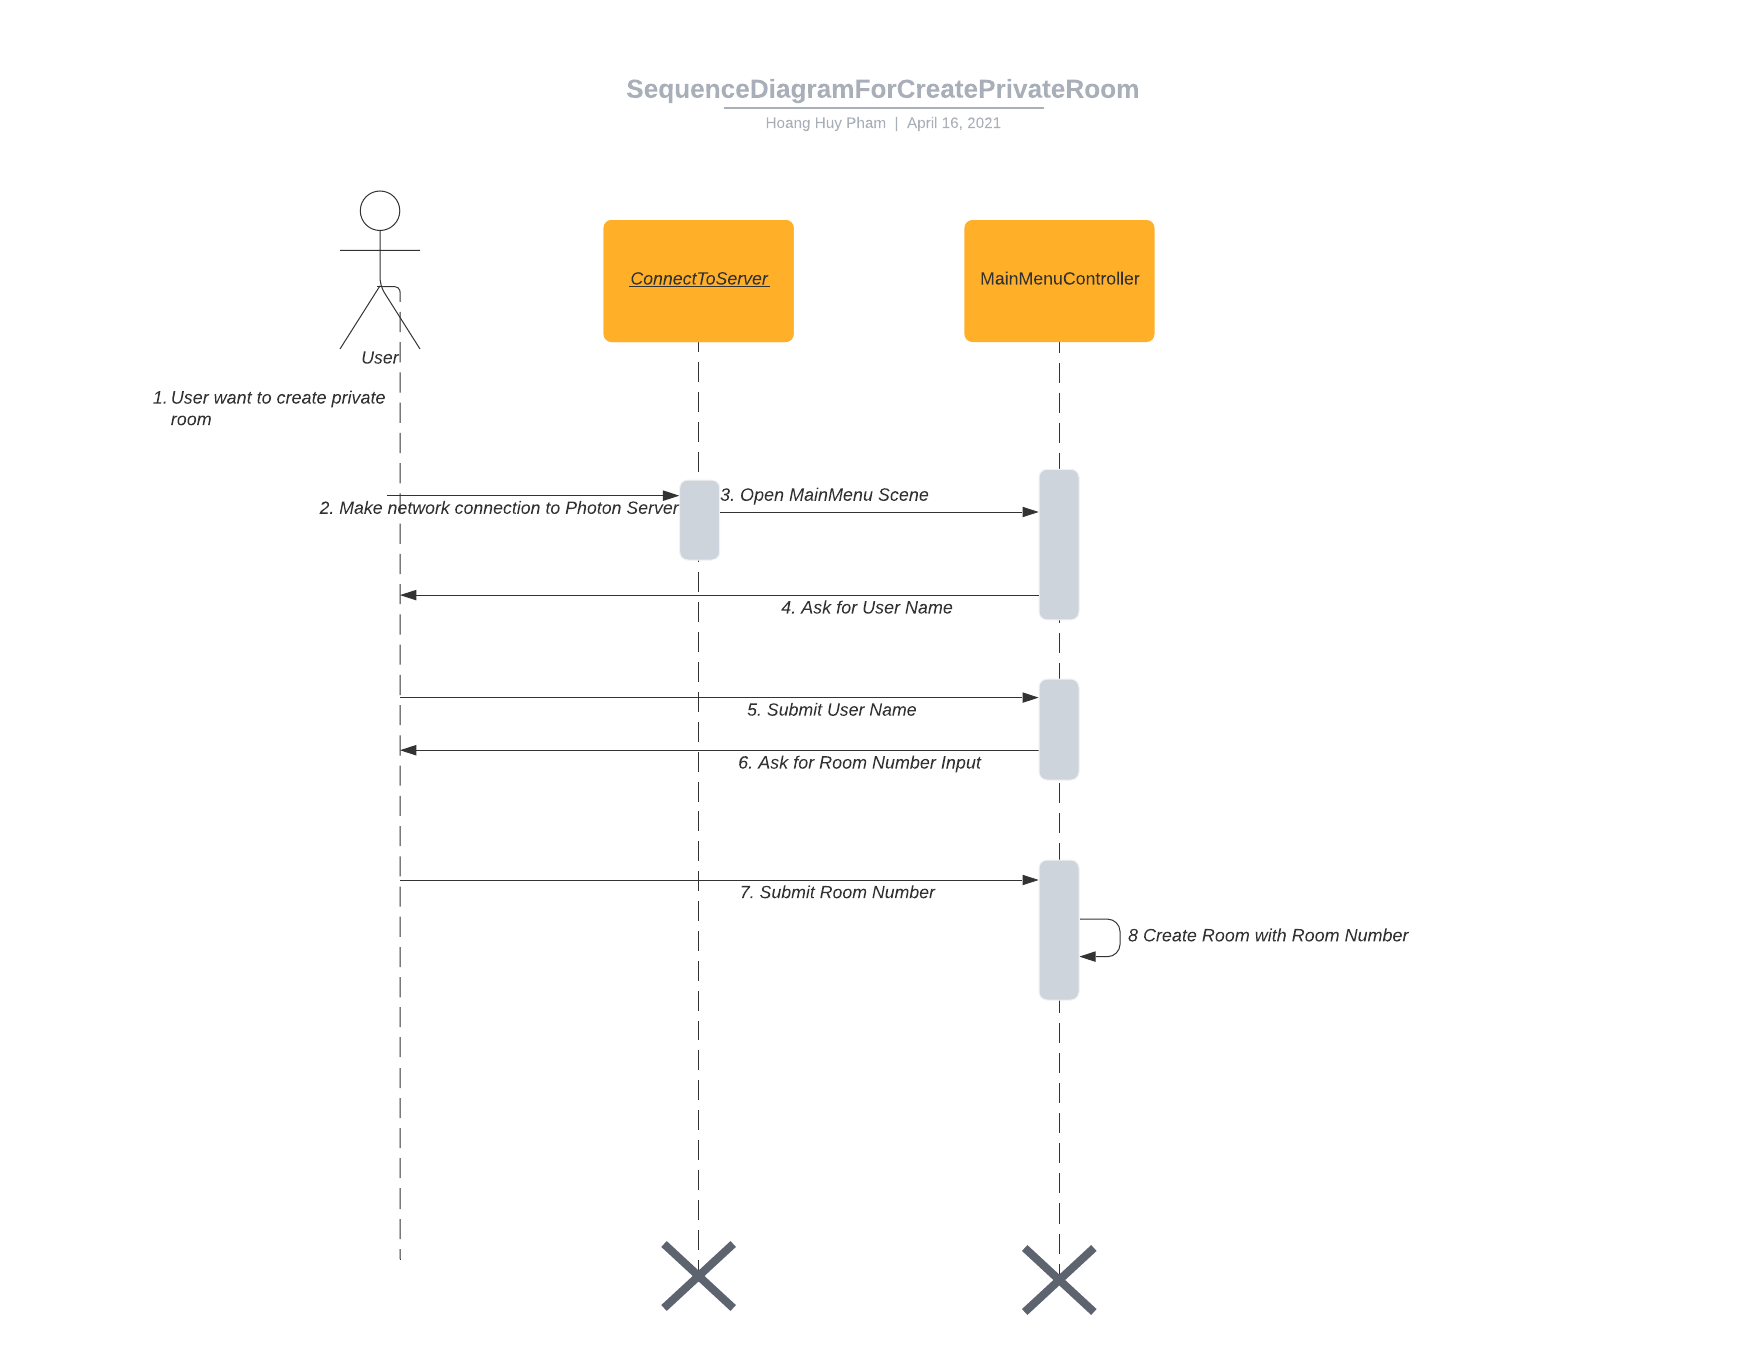 SequenceDiagramForCreatePrivateRoom
Hoang Huy Pham | April 16, 2021
ConnectToServer
MainMenuController
User
1. User want to create private
room
3. Open MainMenu Scene
2. Make network connection to Photon Server
4. Ask for User Name
5. Submit User Name
6. Ask for Room Number Input
7. Submit Room Number
8 Create Room with Room Number